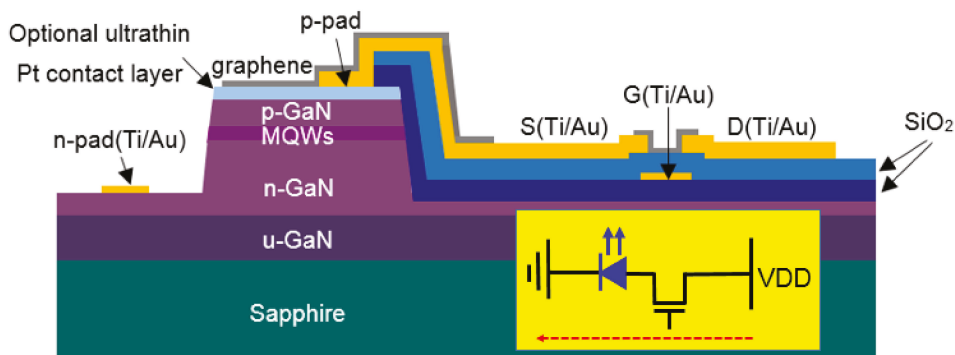 Optional ultrathin
Pt contact layer
graphene
p-pad
p-GaN
MQWs
n-pad(Ti/Au)
n-GaN
u-GaN
Sapphire
S(Ti/Au)
G(Ti/Au)
D(Ti/Au)
SiO₂
VDD